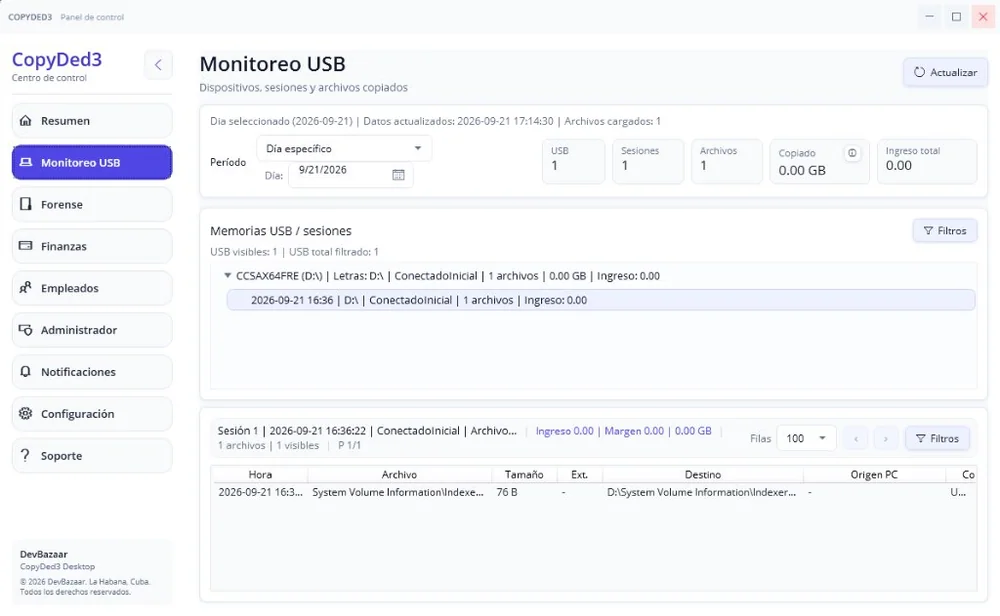 COPYDED3 Panel de control
CopyDed3
Centro de control
Resumen
Monitoreo USB
Forense
Finanzas
Empleados
Administrador
Notificaciones
Configuración
Soporte
DevBazaar
CopyDed3 Desktop
© 2026 DevBazaar. La Habana, Cuba.
Todos los derechos reservados.
Monitoreo USB
Dispositivos, sesiones y archivos copiados
Actualizar
Dia seleccionado (2026-09-21) | Datos actualizados: 2026-09-21 17:14:30 | Archivos cargados: 1
Período
Día específico
Día:
9/21/2026
USB
1
Sesiones
1
Archivos
1
Copiado
0.00 GB
Ingreso total
0.00
Memorias USB / sesiones
Filtros
USB visibles: 1 | USB total filtrado: 1
CCSAX64FRE (D:\) | Letras: D:\ | ConectadoInicial | 1 archivos | 0.00 GB | Ingreso: 0.00
2026-09-21 16:36 | D:\ | ConectadoInicial | 1 archivos | Ingreso: 0.00
Sesión 1 | 2026-09-21 16:36:22 | ConectadoInicial | Archivo... | Ingreso 0.00 | Margen 0.00 | 0.00 GB |
1 archivos | 1 visibles | P 1/1
Filas
100
‹ ›
Filtros
Hora Archivo Tamaño Ext. Destino Origen PC Co
2026-09-21 16:3... System Volume Information\Indexe... 76 B - D:\System Volume Information\Indexer... - U...